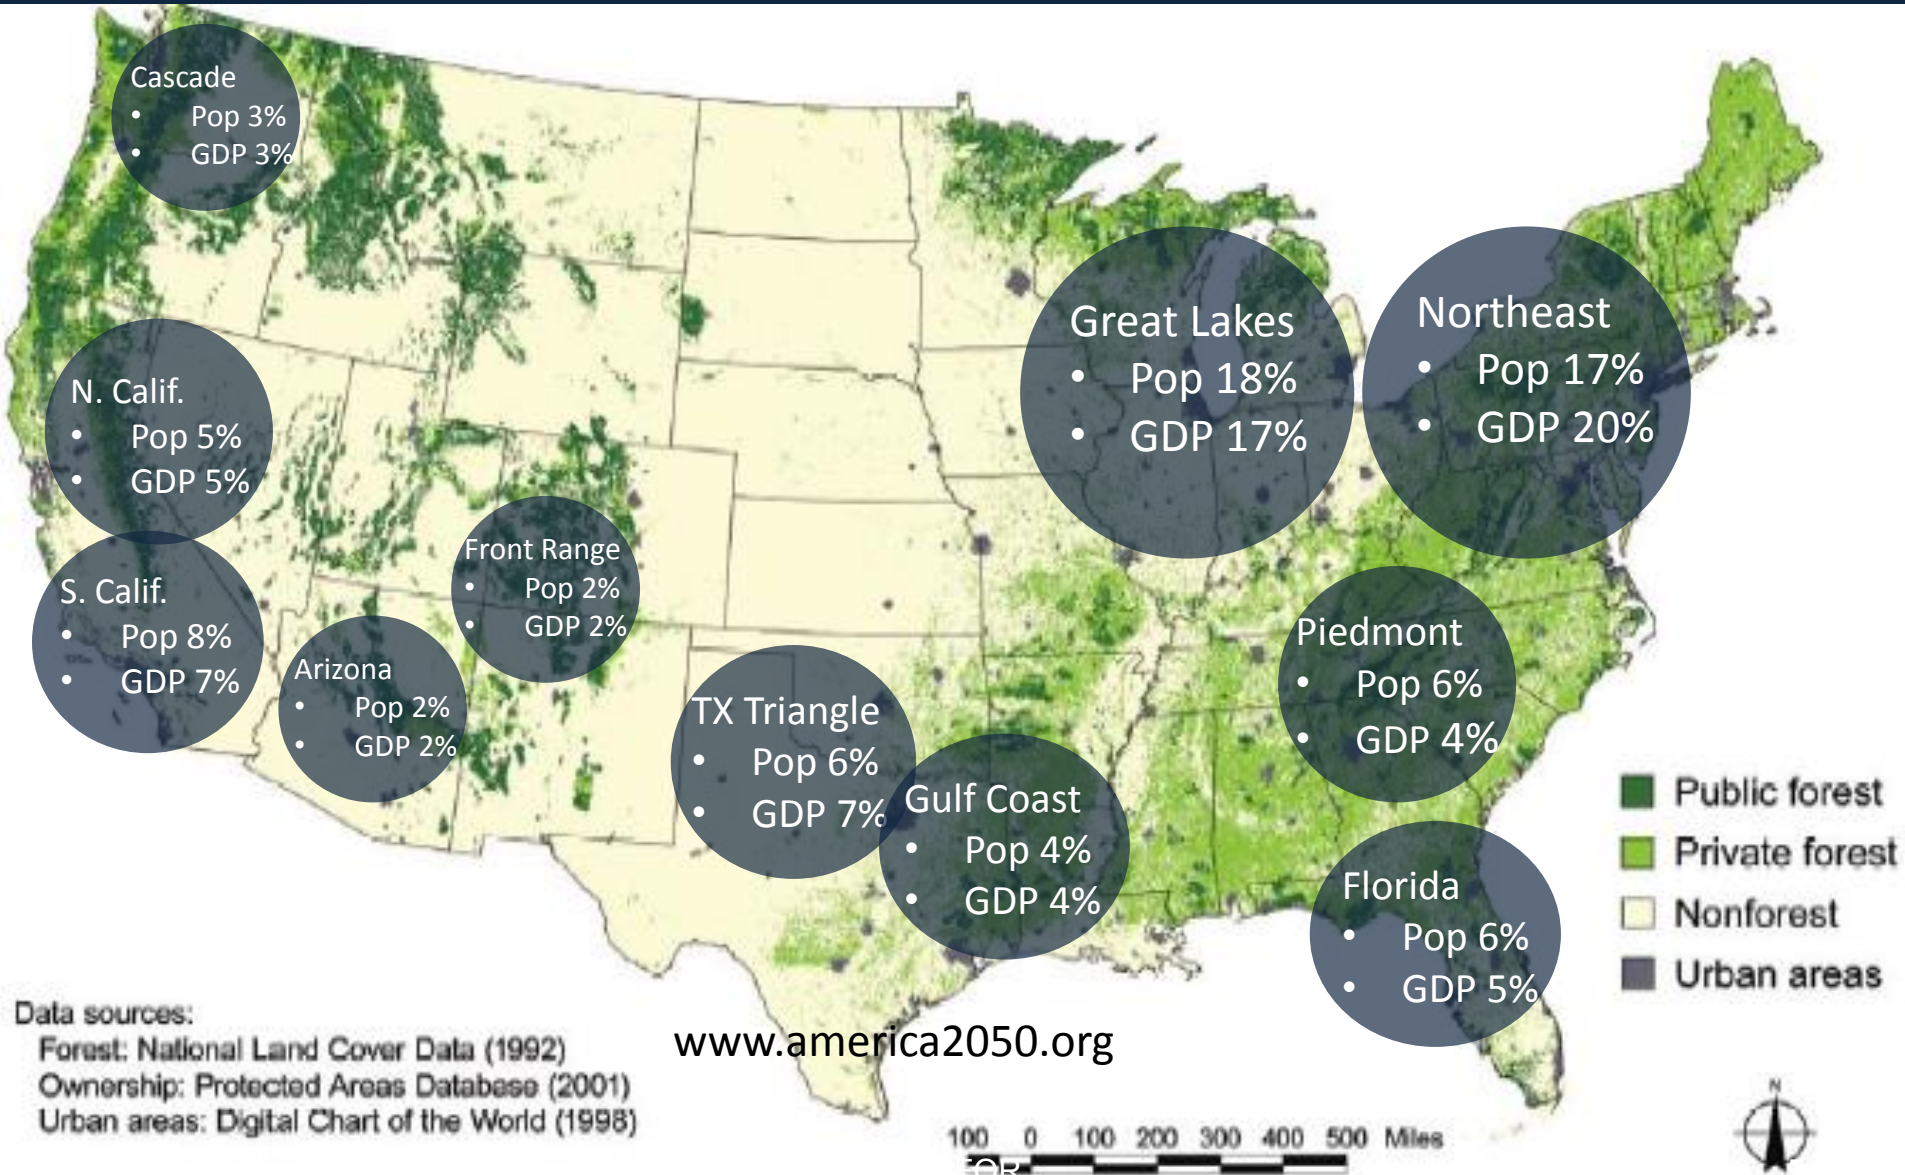 Cascade
• Pop 3%
• GDP 3%
Great Lakes
• Pop 18%
• GDP 17%
Northeast
• Pop 17%
• GDP 20%
N. Calif.
• Pop 5%
• GDP 5%
Front Range
• Pop 2%
• GDP 2%
S. Calif.
• Pop 8%
• GDP 7%
Arizona
• Pop 2%
• GDP 2%
TX Triangle
• Pop 6%
• GDP 7%
Gulf Coast
• Pop 4%
• GDP 4%
Piedmont
• Pop 6%
• GDP 4%
Florida
• Pop 6%
• GDP 5%
Public forest
Private forest
Nonforest
Urban areas
Data sources:
Forest: National Land Cover Data (1992)
Ownership: Protected Areas Database (2001)
Urban areas: Digital Chart of the World (1998)
www.america2050.org
100 0 100 200 300 400 500 Miles
FOR
N